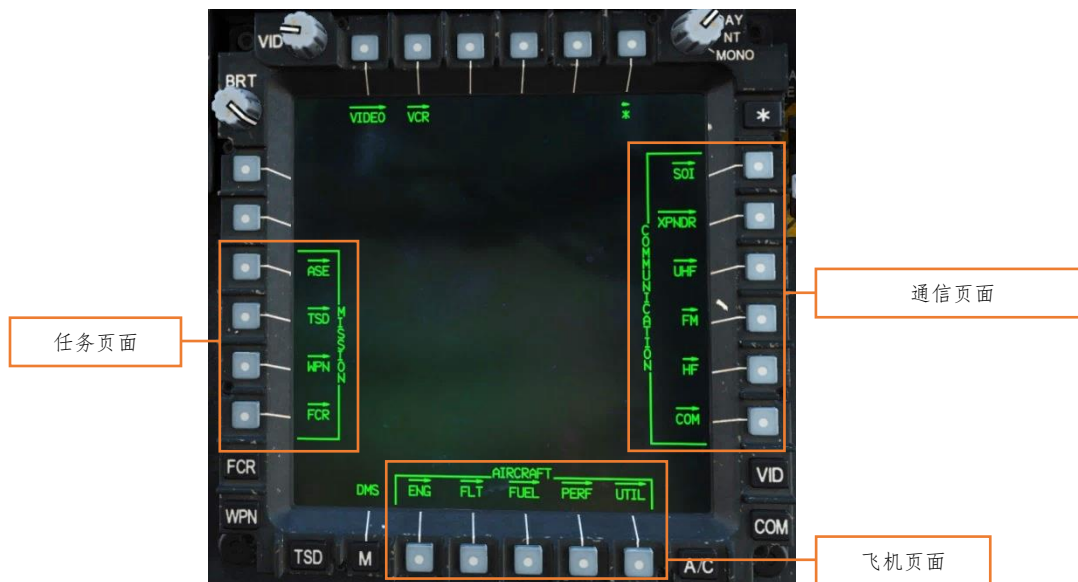 VID
AY
NT
MONO
BRT
VIDEO
VCR
*
*
SOI
XPNDR
UHF
FM
HF
COM
COMMUNICATION
通信页面
ASE
TSD
WPN
FCR
MISSION
任务页面
FCR
WPN
VID
COM
AIRCRAFT
DMS ENG FLT FUEL PERF UTIL
TSD M A/C
飞机页面